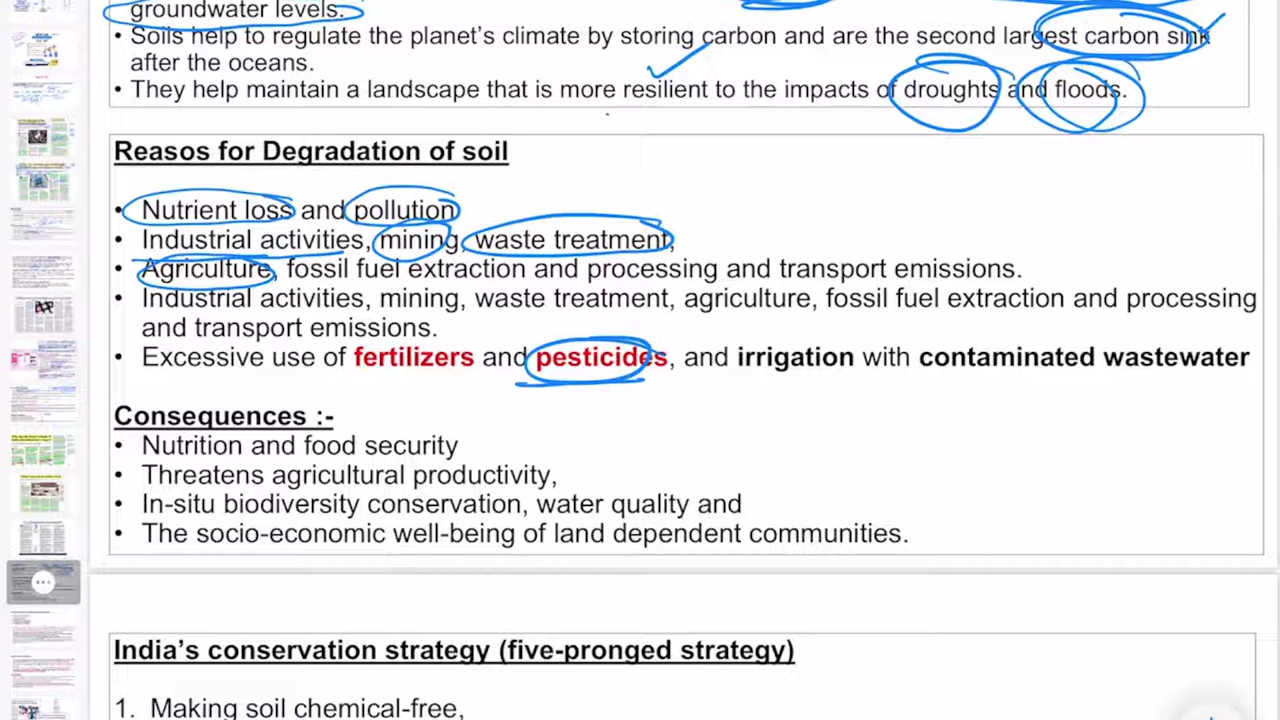 groundwater levels.
• Soils help to regulate the planet's climate by storing carbon and are the second largest carbon sink
after the oceans.
• They help maintain a landscape that is more resilient to the impacts of droughts and floods.
Reasos for Degradation of soil
• Nutrient loss and pollution
• Industrial activities, mining, waste treatment,
• Agriculture, fossil fuel extraction and processing and transport emissions.
• Industrial activities, mining, waste treatment, agriculture, fossil fuel extraction and processing
and transport emissions.
• Excessive use of fertilizers and pesticides, and irrigation with contaminated wastewater
Consequences :-
• Nutrition and food security
• Threatens agricultural productivity,
• In-situ biodiversity conservation, water quality and
• The socio-economic well-being of land dependent communities.
India's conservation strategy (five-pronged strategy)
1. Making soil chemical-free,